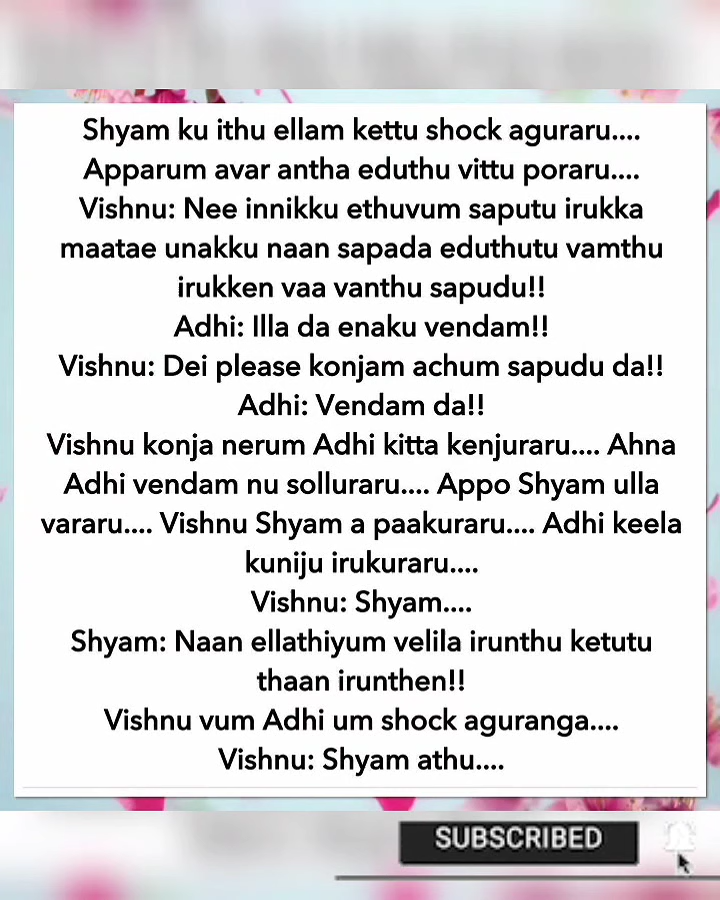 Shyam ku ithu ellam kettu shock aguraru....
Apparum avar antha eduthu vittu poraru....
Vishnu: Nee innikku ethuvum saputu irukka
maatae unakku naan sapada eduthutu vamthu
irukken vaa vanthu sapudu!!
Adhi: Illa da enaku vendam!!
Vishnu: Dei please konjam achum sapudu da!!
Adhi: Vendam da!!
Vishnu konja nerum Adhi kitta kenjuraru.... Ahna
Adhi vendam nu solluraru.... Appo Shyam ulla
vararu.... Vishnu Shyam a paakuraru.... Adhi keela
kuniju irukuraru....
Vishnu: Shyam....
Shyam: Naan ellathiyum velila irunthu ketutu
thaan irunthen!!
Vishnu vum Adhi um shock aguranga....
Vishnu: Shyam athu....
SUBSCRIBED